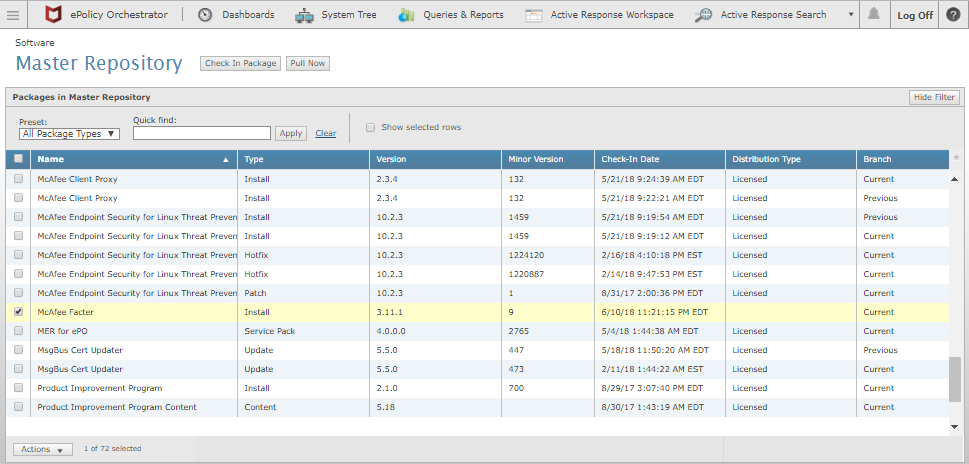 ePolicy Orchestrator Dashboards System Tree Queries & Reports Active Response Workspace Active Response Search Log Off ?
Software
Master Repository Check In Package Pull Now
Packages in Master Repository Hide Filter
Preset: Quick find:
All Package Types Apply Clear Show selected rows
Name Type Version Minor Version Check-In Date Distribution Type Branch
McAfee Client Proxy Install 2.3.4 132 5/21/18 9:24:39 AM EDT Licensed Current
McAfee Client Proxy Install 2.3.4 132 5/21/18 9:22:21 AM EDT Licensed Previous
McAfee Endpoint Security for Linux Threat Preven Install 10.2.3 1459 5/21/18 9:19:54 AM EDT Licensed Previous
McAfee Endpoint Security for Linux Threat Preven Install 10.2.3 1459 5/21/18 9:19:12 AM EDT Licensed Current
McAfee Endpoint Security for Linux Threat Preven Hotfix 10.2.3 1224120 2/16/18 4:10:18 PM EST Licensed Current
McAfee Endpoint Security for Linux Threat Preven Hotfix 10.2.3 1220887 2/14/18 9:47:53 PM EST Licensed Current
McAfee Endpoint Security for Linux Threat Preven Patch 10.2.3 1 8/31/17 2:00:36 PM EDT Licensed Current
McAfee Facter Install 3.11.1 9 6/10/18 11:21:15 PM EDT Current
MER for ePO Service Pack 4.0.0.0 2765 5/4/18 1:44:38 AM EDT Licensed Current
MsgBus Cert Updater Update 5.5.0 447 5/18/18 11:50:20 AM EDT Licensed Previous
MsgBus Cert Updater Update 5.5.0 473 2/11/18 1:44:22 AM EST Licensed Current
Product Improvement Program Install 2.1.0 700 8/29/17 3:07:40 PM EDT Licensed Current
Product Improvement Program Content Content 5.18 8/30/17 1:43:19 AM EDT Licensed Current
Actions 1 of 72 selected